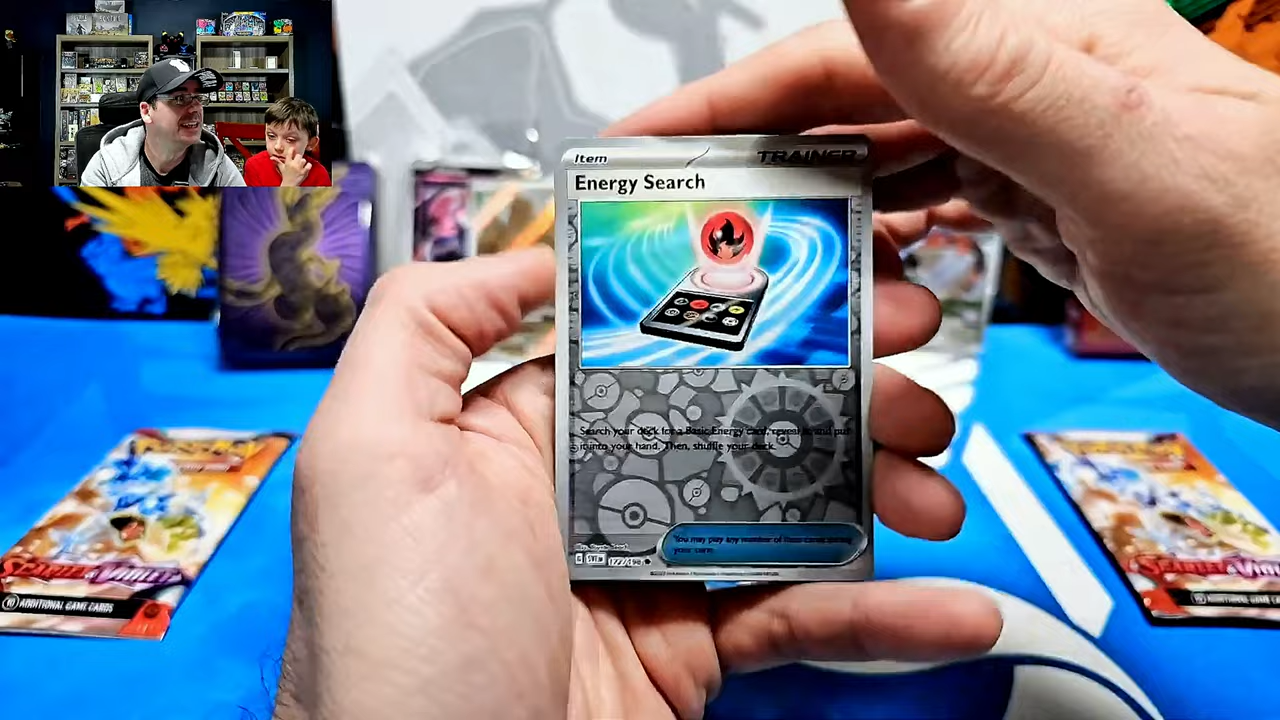 Item
TRAINER
Energy Search
Search your deck for a Basic Energy card, reveal it, and put
it into your hand. Then, shuffle your deck.
You may play any number of Item cards during
your turn.
172/198
SCARLET & VIOLET
10 ADDITIONAL GAME CARDS
SCARLET & VIOL
10 ADDITIONAL GAME CARDS